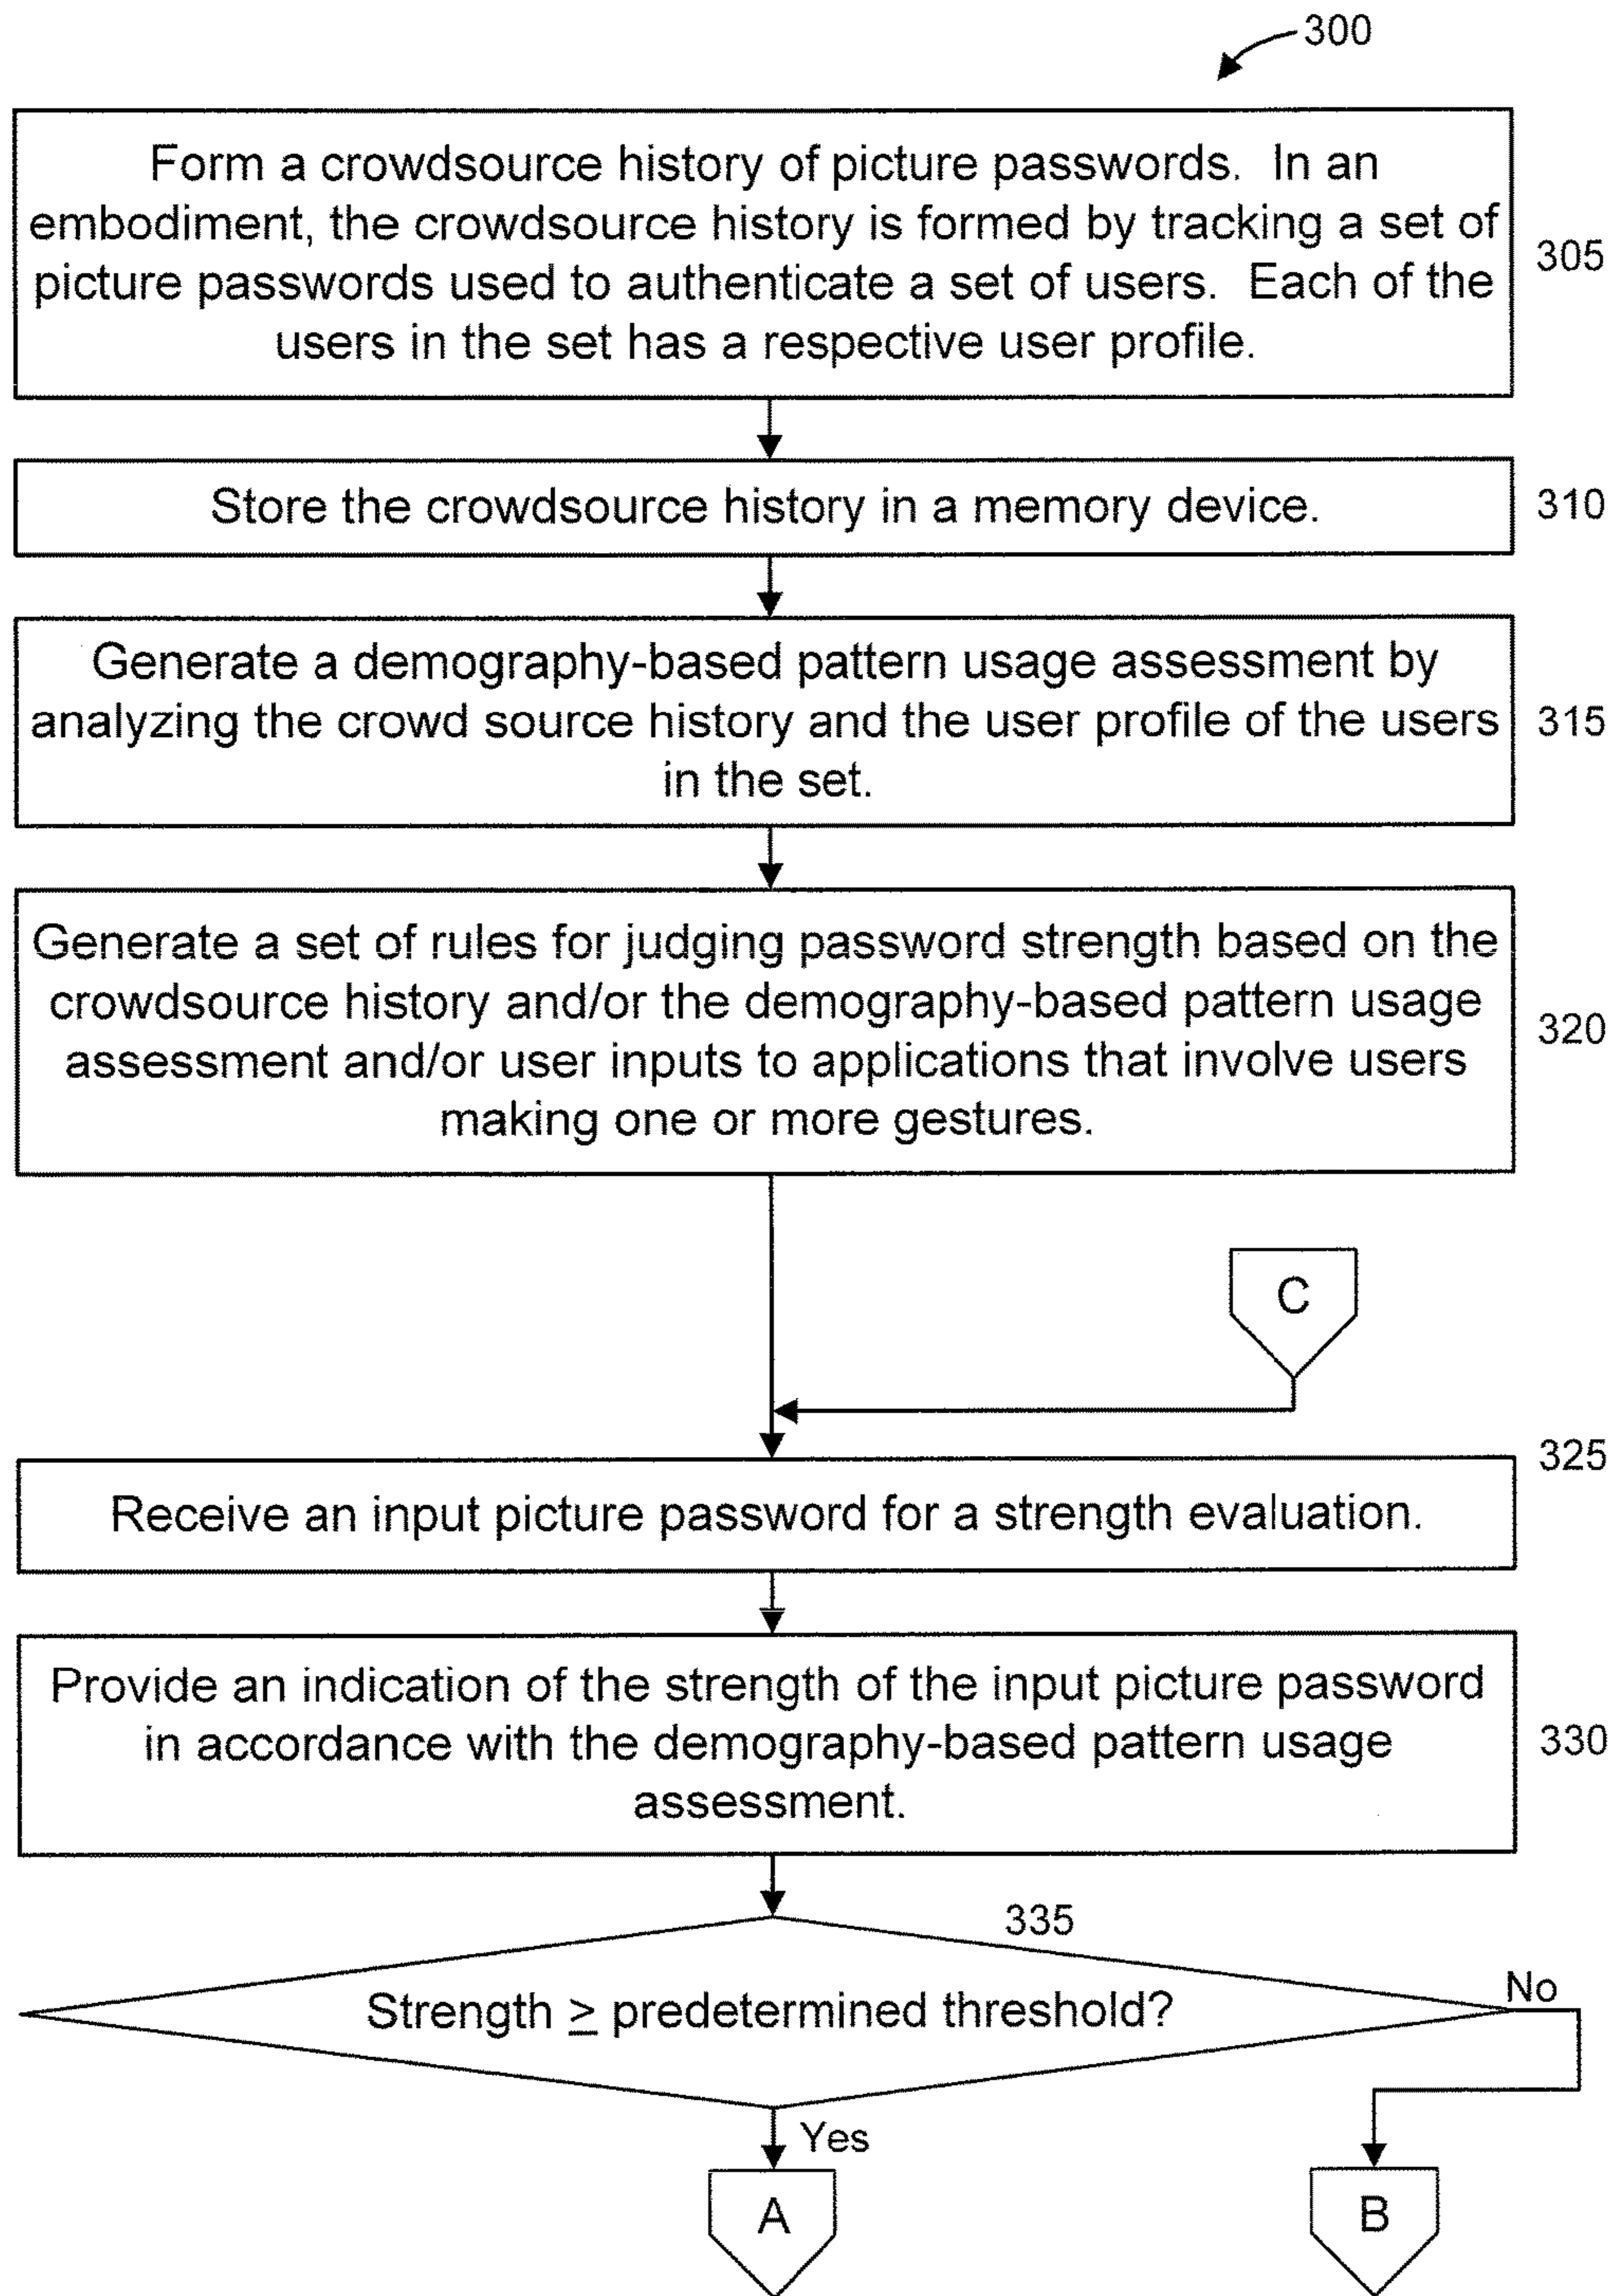 300
Form a crowdsource history of picture passwords. In an
embodiment, the crowdsource history is formed by tracking a set of
picture passwords used to authenticate a set of users. Each of the
users in the set has a respective user profile.
305
Store the crowdsource history in a memory device.
310
Generate a demography-based pattern usage assessment by
analyzing the crowd source history and the user profile of the users
in the set.
315
Generate a set of rules for judging password strength based on the
crowdsource history and/or the demography-based pattern usage
assessment and/or user inputs to applications that involve users
making one or more gestures.
320
C
325
Receive an input picture password for a strength evaluation.
Provide an indication of the strength of the input picture password
in accordance with the demography-based pattern usage
assessment.
330
335
Strength ≥ predetermined threshold?
No
Yes
A
B